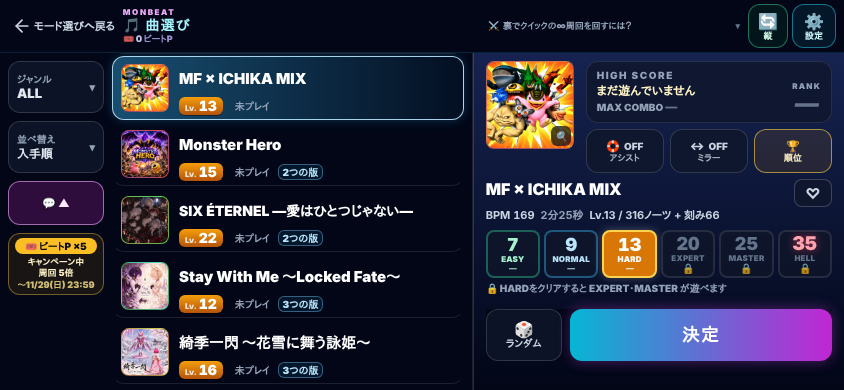 MONBEAT
← モード選びへ戻る
🎵 曲選び
🎟 0 ビートP
⚔ 裏でクイックの∞周回を回すには?
▼
縦
設定
ジャンル
ALL ▼
並べ替え
入手順 ▼
💬 ▲
🎟 ビートP ×5
キャンペーン中
周回 5倍
〜11/29(日) 23:59
MF × ICHIKA MIX
Lv. 13 未プレイ
Monster Hero
Lv. 15 未プレイ 2つの版
SIX ÉTERNEL —愛はひとつじゃない—
Lv. 22 未プレイ 2つの版
Stay With Me 〜Locked Fate〜
Lv. 12 未プレイ 3つの版
綺季一閃 〜花雪に舞う詠姫〜
Lv. 16 未プレイ 3つの版
HIGH SCORE
まだ遊んでいません
MAX COMBO —
RANK
—
OFF
アシスト
↔ OFF
ミラー
🏆
順位
MF × ICHIKA MIX
♡
BPM 169 2分25秒 Lv.13 / 316ノーツ + 刻み66
7 EASY —
9 NORMAL —
13 HARD —
20 EXPERT 🔒
25 MASTER 🔒
35 HELL 🔒
🔒 HARDをクリアすると EXPERT·MASTER が遊べます
🎲
ランダム
決定